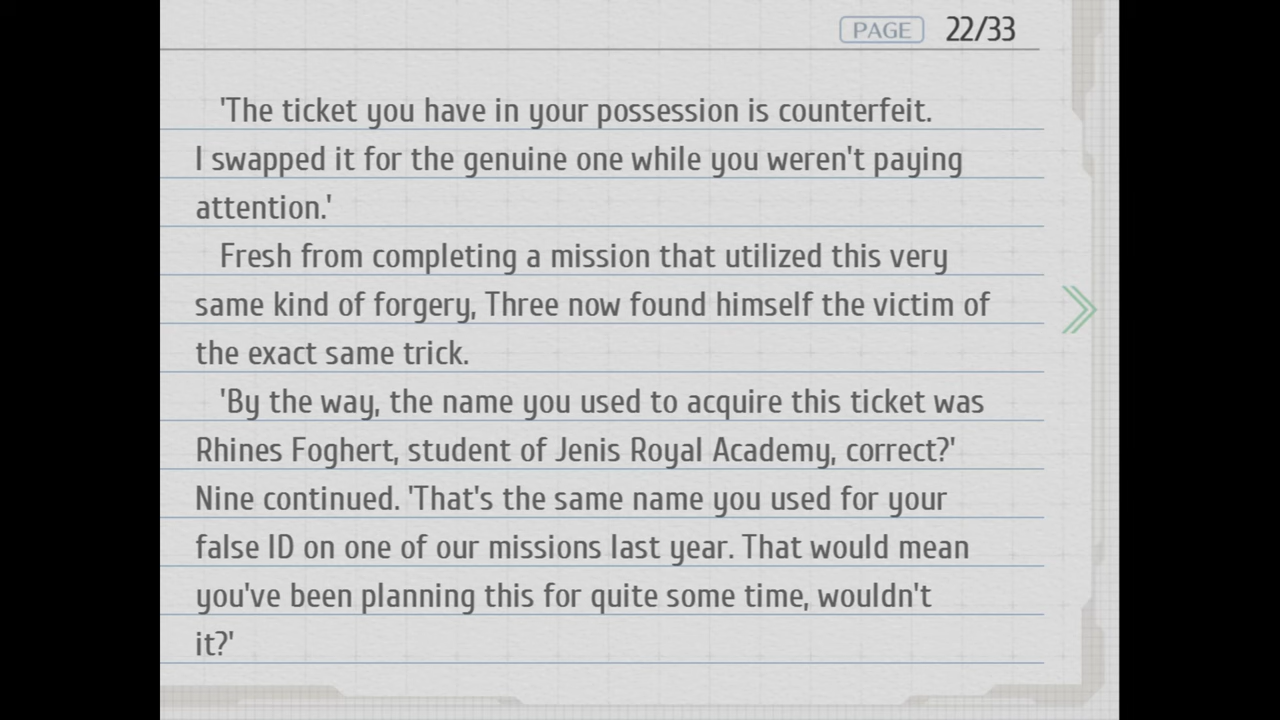 PAGE 22/33
'The ticket you have in your possession is counterfeit.
I swapped it for the genuine one while you weren't paying
attention.'
Fresh from completing a mission that utilized this very
same kind of forgery, Three now found himself the victim of
the exact same trick.
'By the way, the name you used to acquire this ticket was
Rhines Foghert, student of Jenis Royal Academy, correct?'
Nine continued. 'That's the same name you used for your
false ID on one of our missions last year. That would mean
you've been planning this for quite some time, wouldn't
it?'